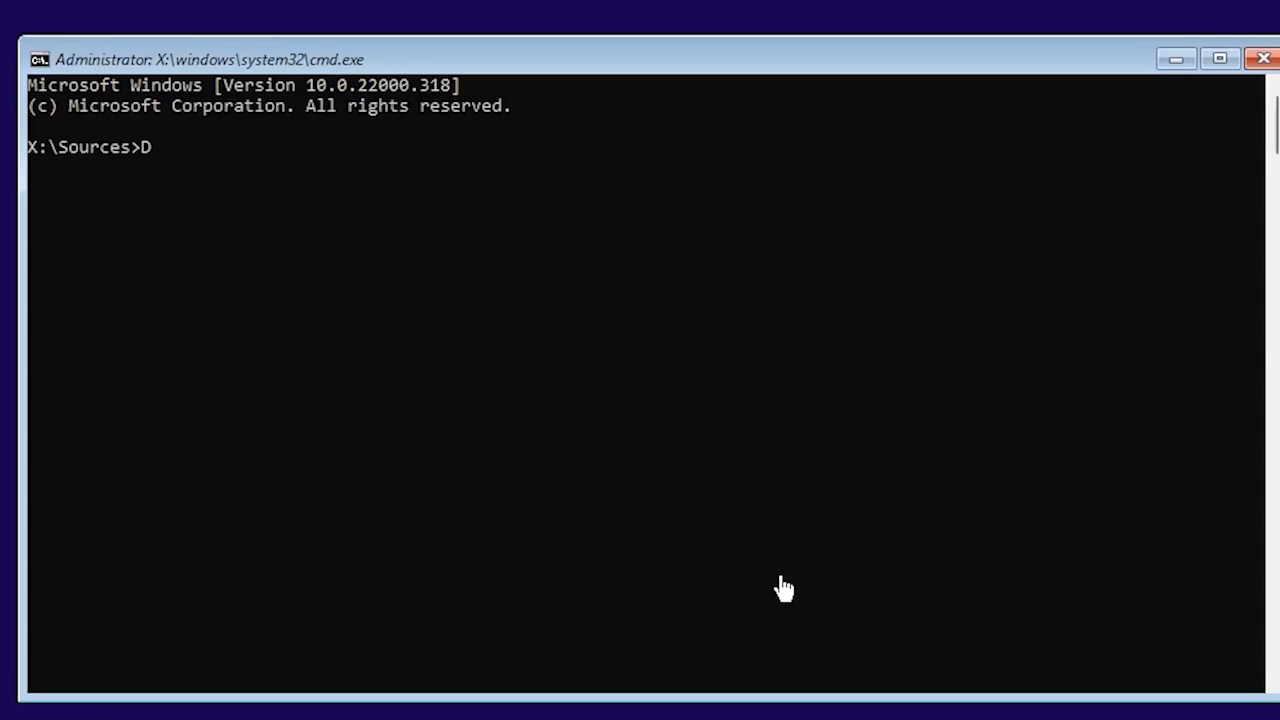 Administrator: X:\windows\system32\cmd.exe
Microsoft Windows [Version 10.0.22000.318]
(c) Microsoft Corporation. All rights reserved.
X:\Sources>D